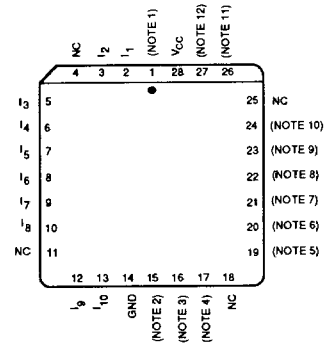 NC I2 I1 (NOTE 1) VCC (NOTE 12) (NOTE 11)
4 3 2 1 28 27 26
I3 5 25 NC
I4 6 24 (NOTE 10)
I5 7 23 (NOTE 9)
I6 8 22 (NOTE 8)
I7 9 21 (NOTE 7)
I8 10 20 (NOTE 6)
NC 11 19 (NOTE 5)
12 13 14 15 16 17 18
I9 I10 GND (NOTE 2) (NOTE 3) (NOTE 4) NC